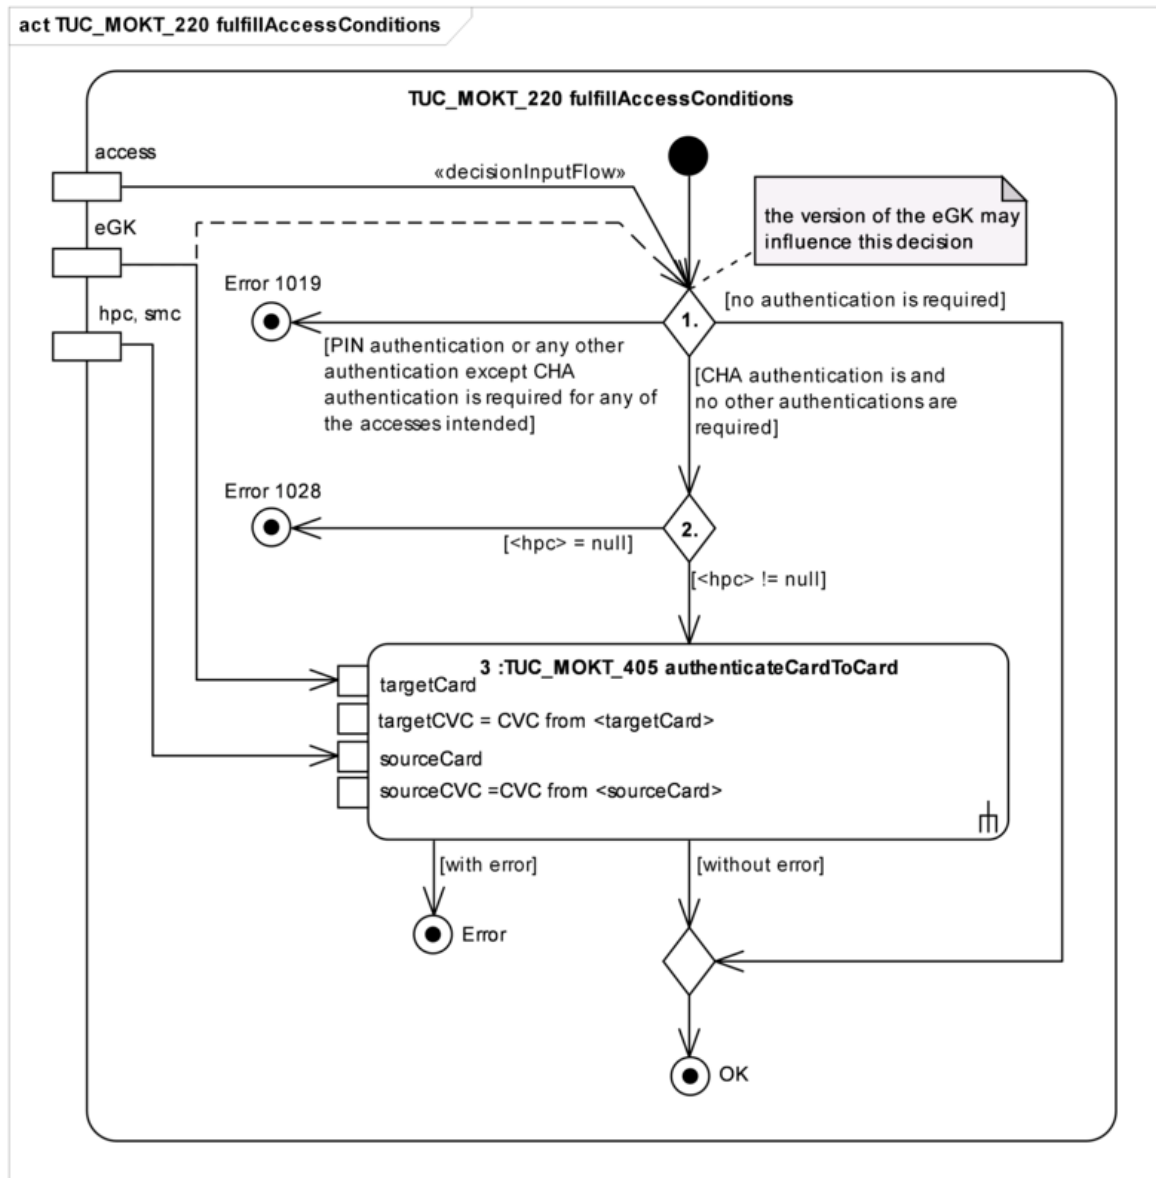 act TUC_MOKT_220 fulfillAccessConditions
TUC_MOKT_220 fulfillAccessConditions
access
«decisionInputFlow»
the version of the eGK may
influence this decision
eGK
Error 1019
hpc, smc
[no authentication is required]
1.
[PIN authentication or any other
authentication except CHA
authentication is required for any of
the accesses intended]
[CHA authentication is and
no other authentications are
required]
Error 1028
2.
[<hpc> = null]
[<hpc> != null]
3 :TUC_MOKT_405 authenticateCardToCard
targetCard
targetCVC = CVC from <targetCard>
sourceCard
sourceCVC =CVC from <sourceCard>
[with error]
[without error]
Error
OK